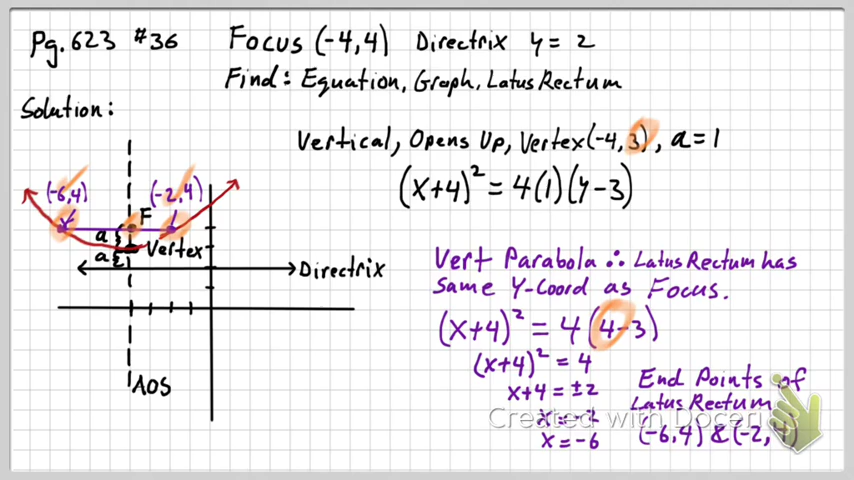 Pg. 623 #36 Focus (-4,4) Directrix y = 2
Find: Equation, Graph, Latus Rectum
Solution:
Vertical, Opens Up, Vertex(-4, 3), a = 1
(x+4)² = 4(1)(y-3)
(-6,4) (-2,4)
F
a
Vertex
a
Directrix
AOS
Vert Parabola ∴ Latus Rectum has
Same Y-Coord as Focus.
(x+4)² = 4(4-3)
(x+4)² = 4
x+4 = ±2
x = -2
x = -6
End Points of
Latus Rectum
(-6,4) & (-2,4)
Created with Doceri